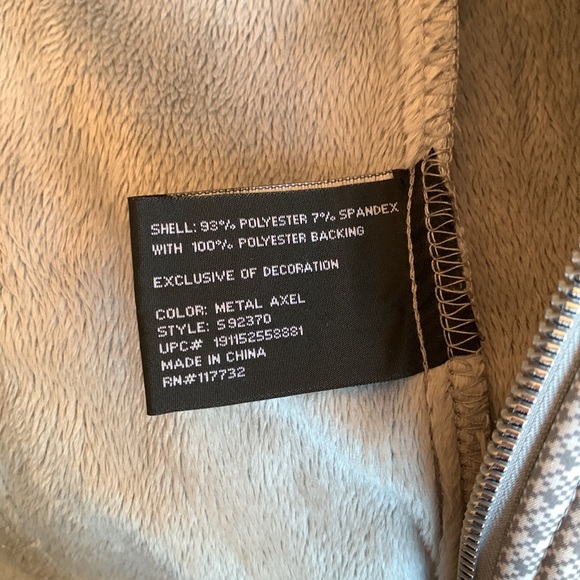 SHELL: 93% POLYESTER 7% SPANDEX
WITH 100% POLYESTER BACKING
EXCLUSIVE OF DECORATION
COLOR: METAL AXEL
STYLE: S92370
UPC# 191152558881
MADE IN CHINA
RN#117732